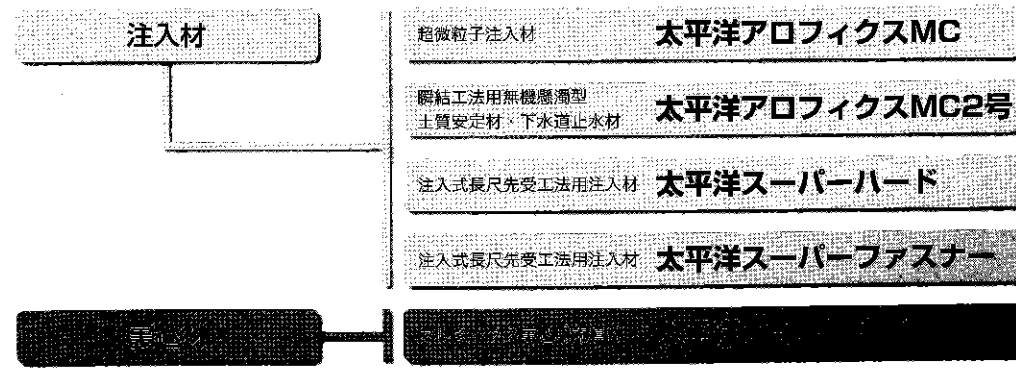 注入材
超微粒子注入材 太平洋アロフィクスMC
瞬結工法用無機懸濁型
土質安定材・下水道止水材 太平洋アロフィクスMC2号
注入式長尺先受工法用注入材 太平洋スーパーハード
注入式長尺先受工法用注入材 太平洋スーパーファスナー